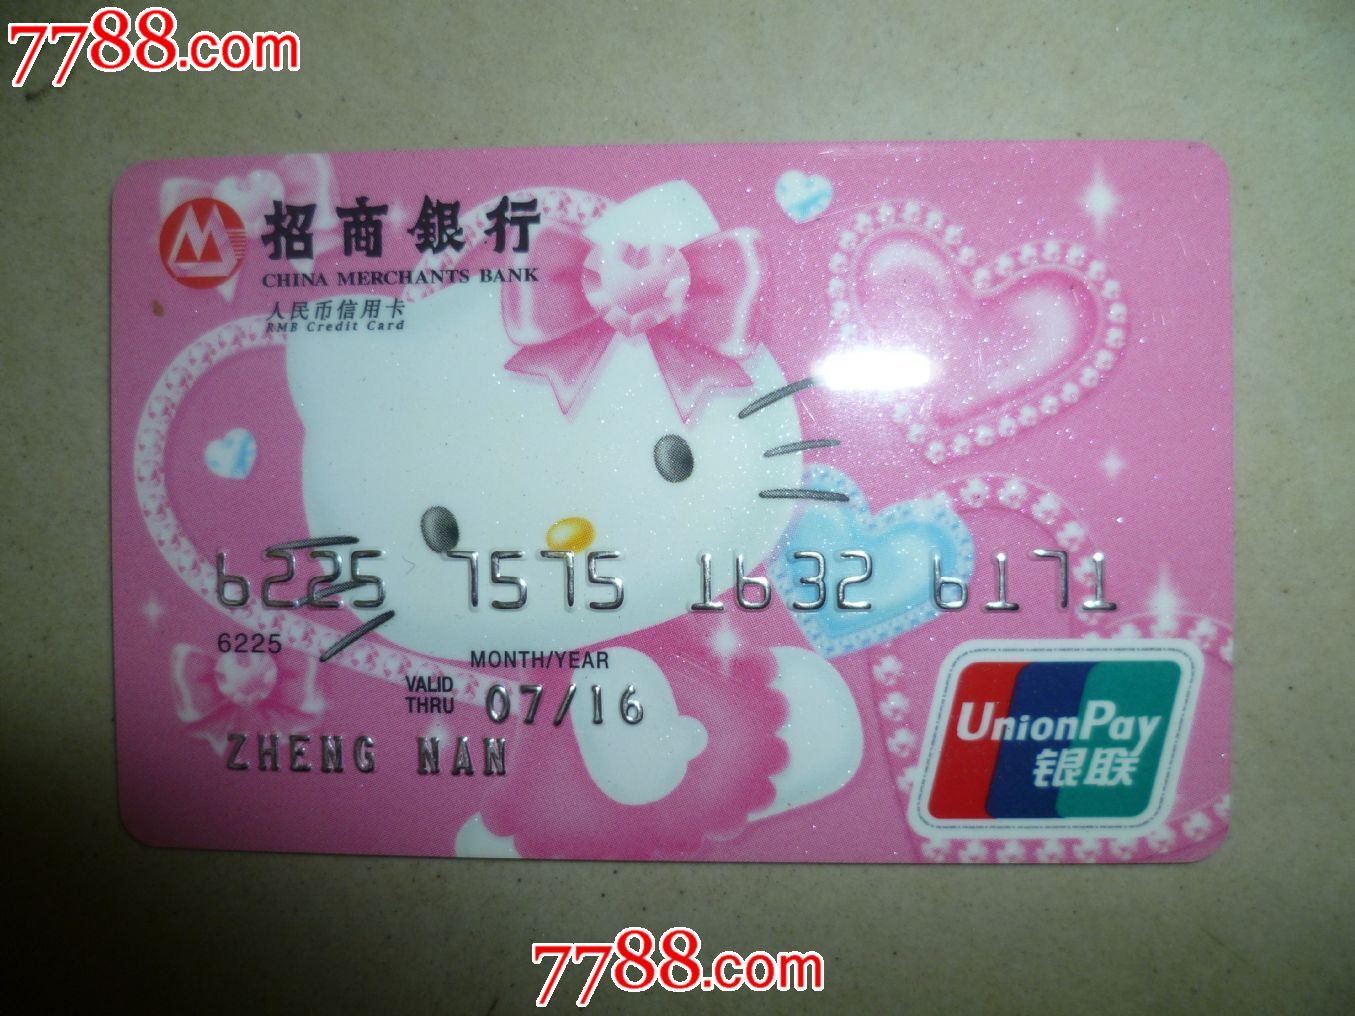 7788.com
招商銀行
CHINA MERCHANTS BANK
人民币信用卡
RMB Credit Card
6225 7575 1632 6171
6225
MONTH/YEAR
VALID THRU 07/16
ZHENG NAN
UnionPay
银联
7788.com